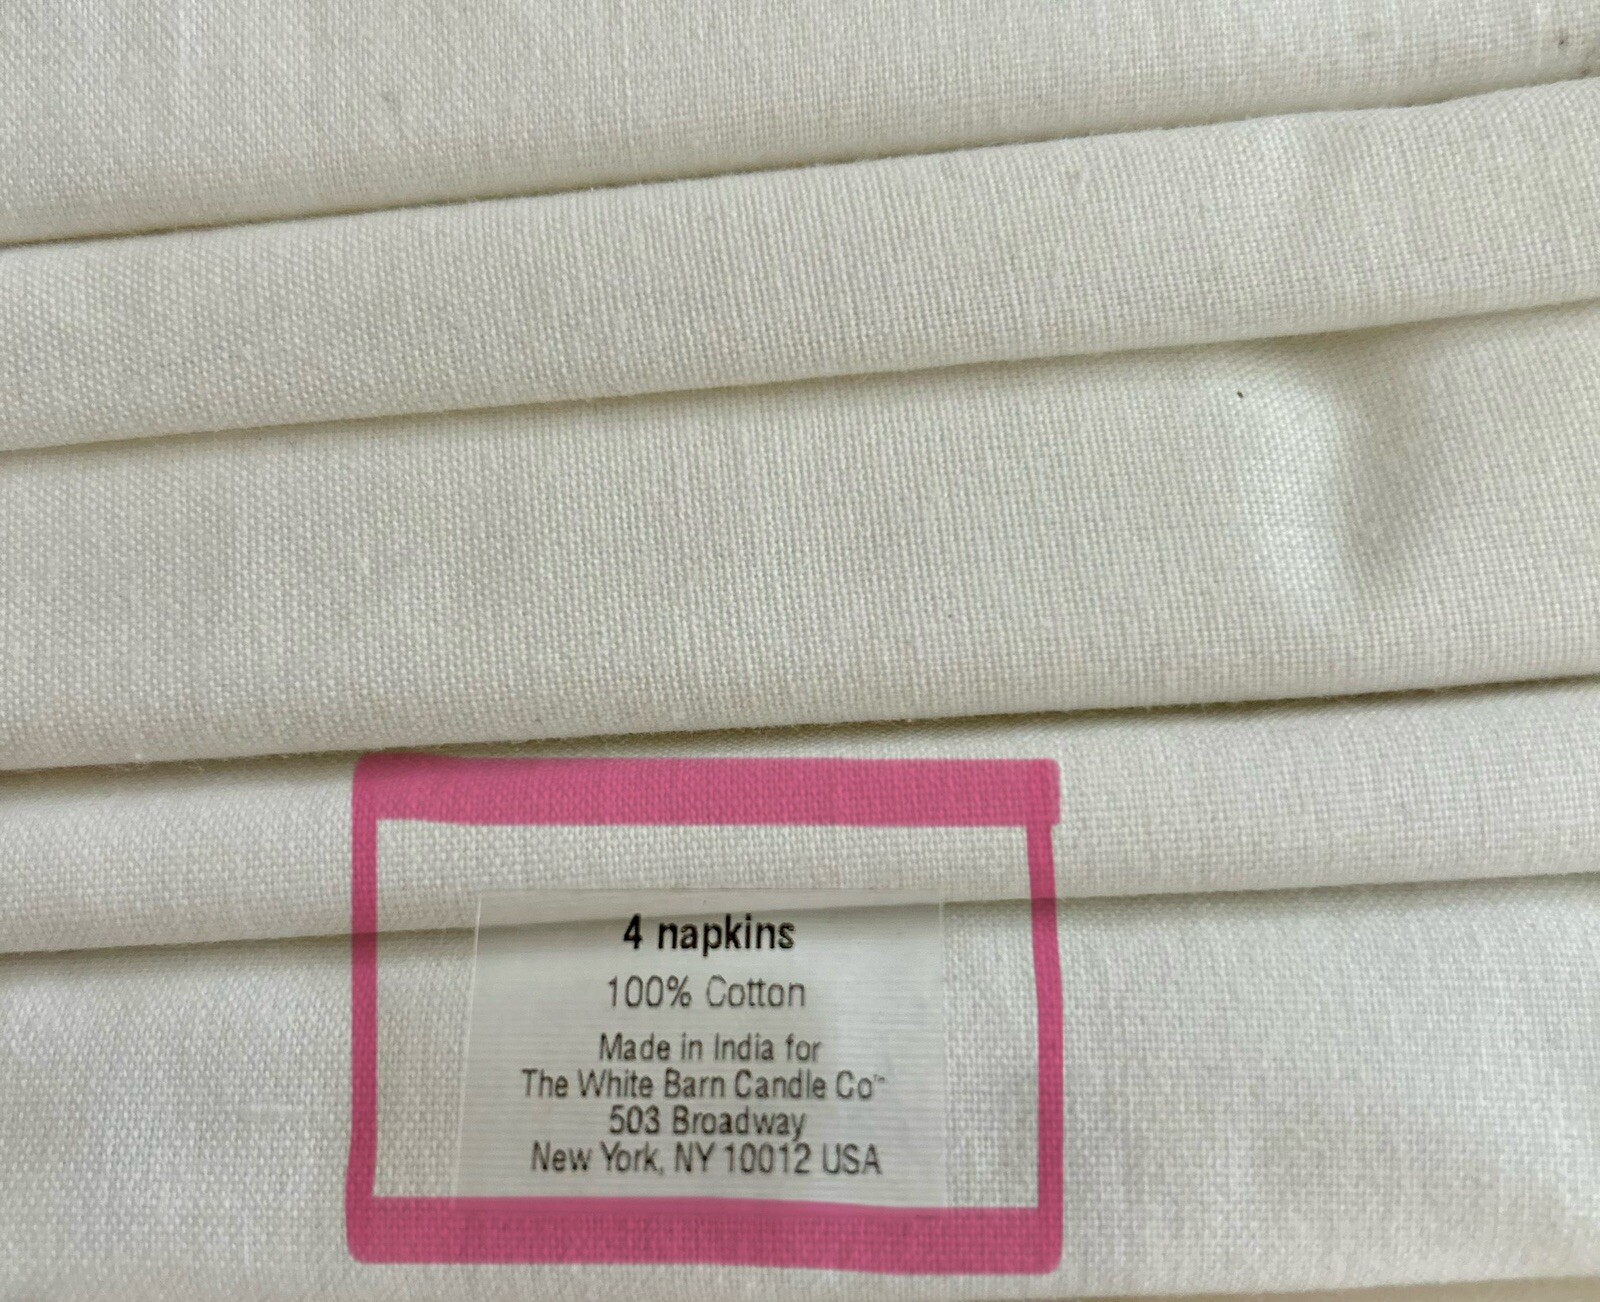 4 napkins
100% Cotton
Made in India for
The White Barn Candle Co™
503 Broadway
New York, NY 10012 USA